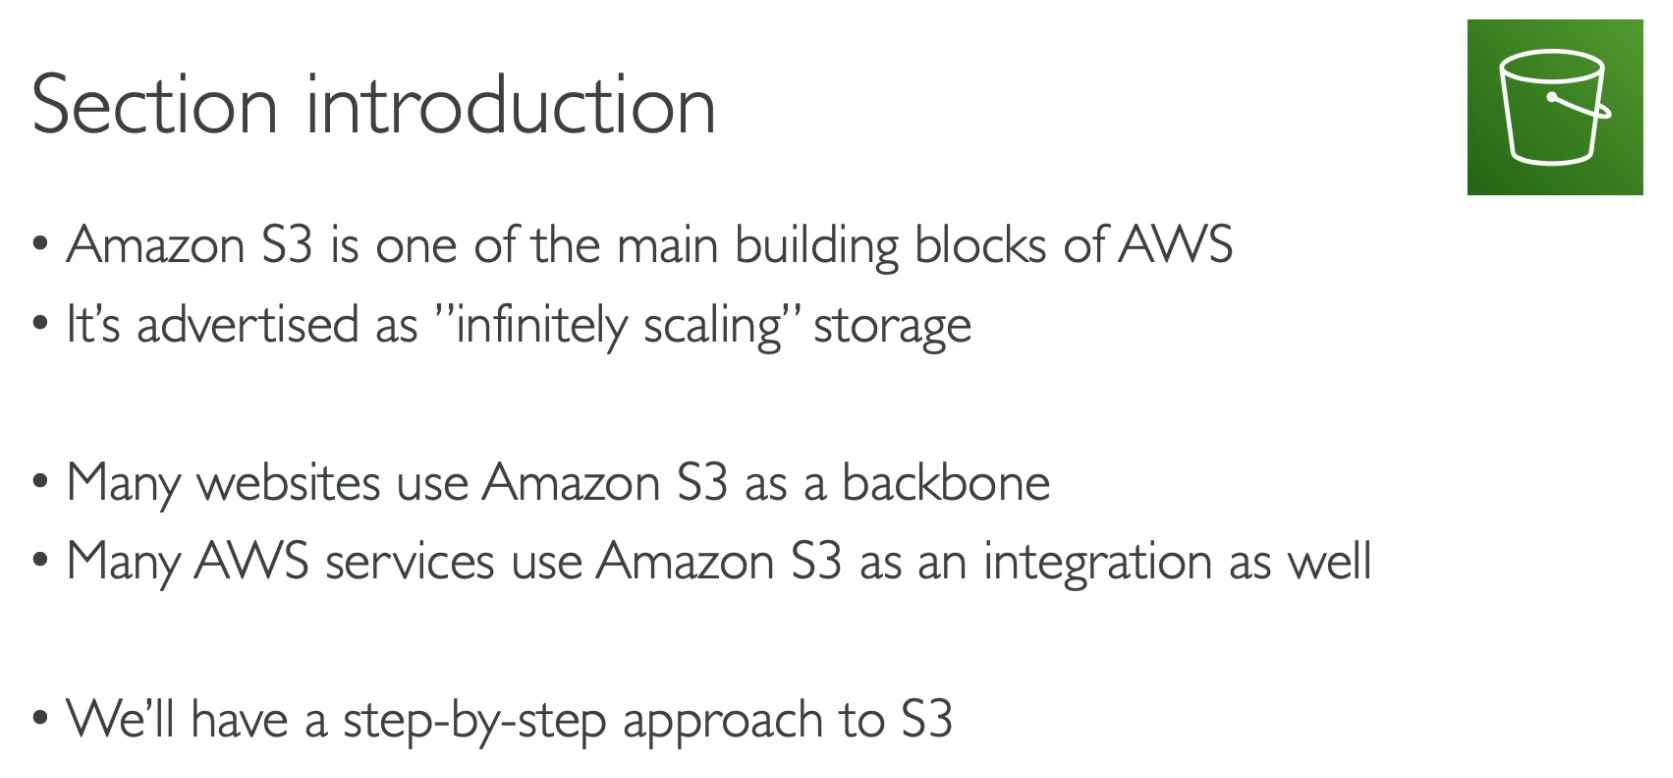 Section introduction
• Amazon S3 is one of the main building blocks of AWS
• It’s advertised as ”infinitely scaling” storage
• Many websites use Amazon S3 as a backbone
• Many AWS services use Amazon S3 as an integration as well
• We’ll have a step-by-step approach to S3